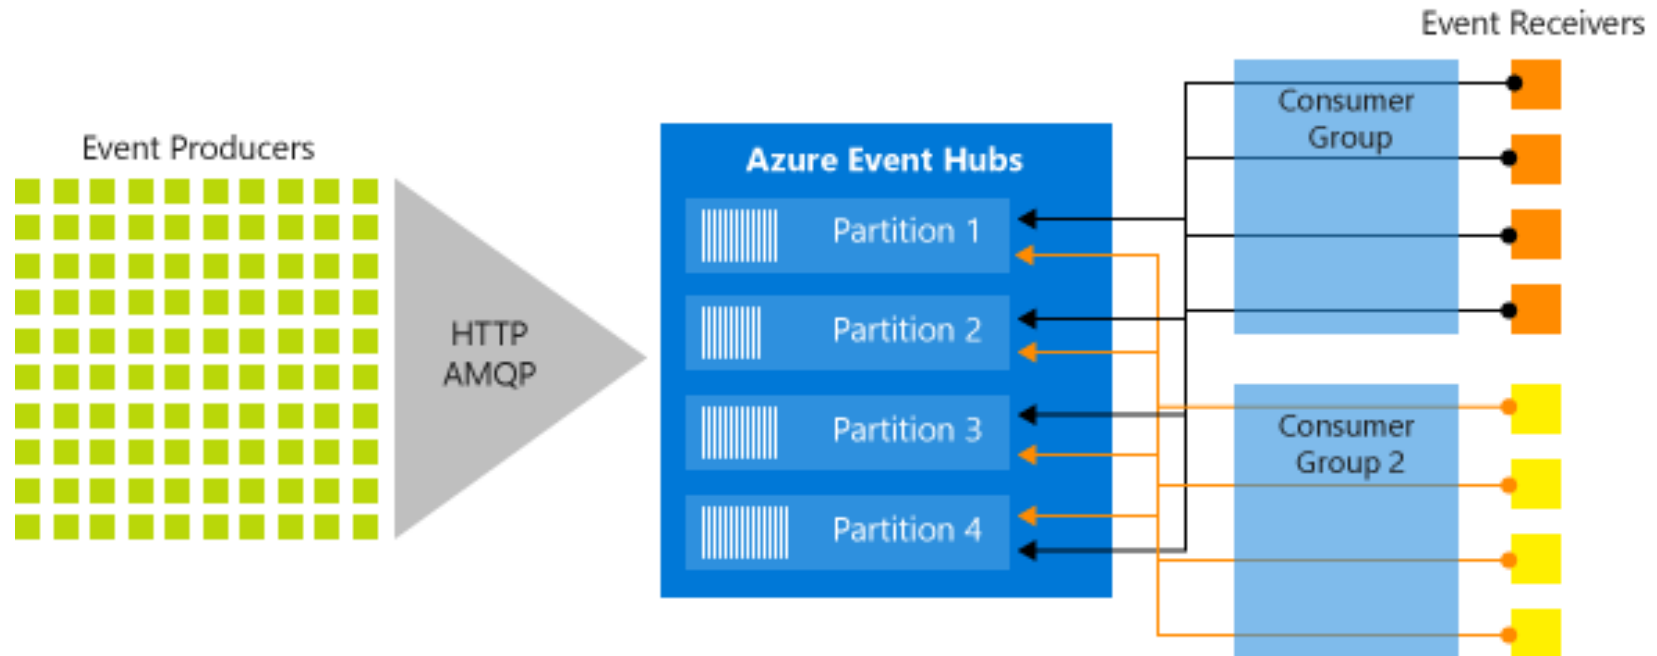 Event Receivers
Consumer
Group
Event Producers
Azure Event Hubs
Partition 1
HTTP
AMQP
Partition 2
Partition 3
Consumer
Group 2
Partition 4